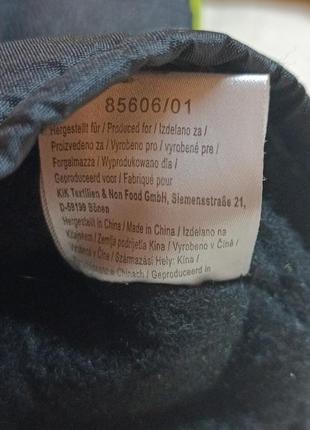 85606/01
Hergestellt für / Produced for / Izdelano za /
Proizvedeno za / Vyrobeno pro / vyrobené pre /
Forgalmazza / Wyprodukowano dla /
Geproduceerd voor / Fabriqué pour
KiK Textilien & Non Food GmbH, Siemensstraße 21,
D-59199 Bönen
Made in China / Made in China / Izdelano na
Kitajskem / Zemlja podrijetla Kina / Vyrobeno v Číně /
Vyrobené v Číne / Származási Hely: Kína /
w Chinach / Geproduceerd in